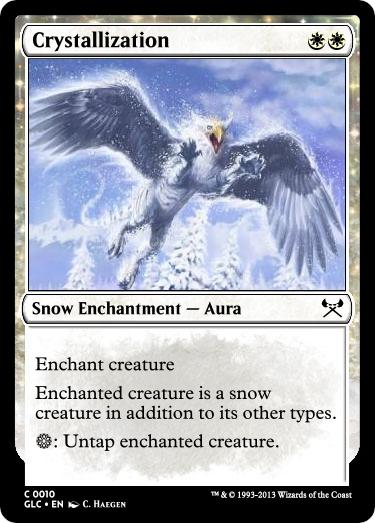 Crystallization
Snow Enchantment — Aura
Enchant creature
Enchanted creature is a snow
creature in addition to its other types.
: Untap enchanted creature.
C 0010
GLC • EN C. Haegen
™ & © 1993-2013 Wizards of the Coast